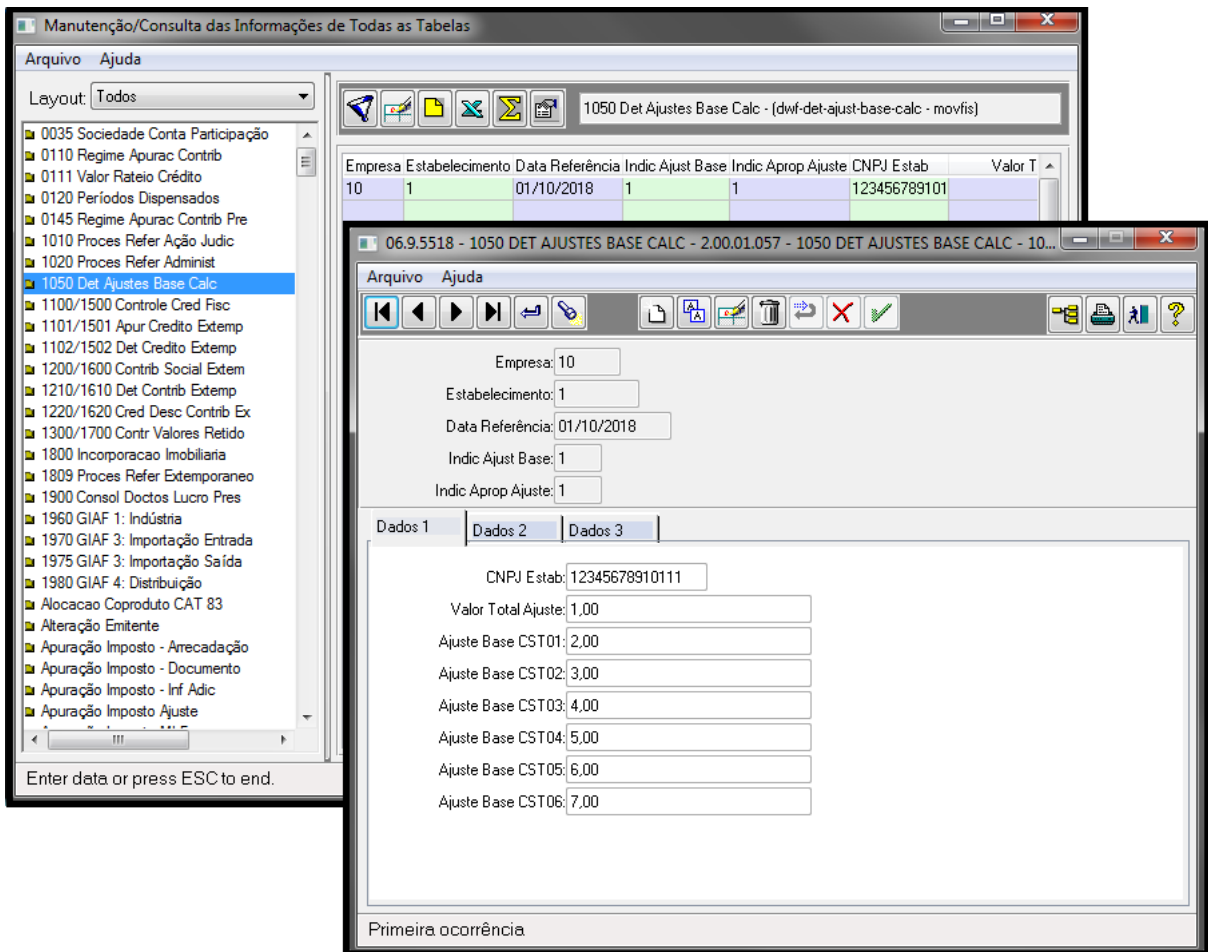 Manutenção/Consulta das Informações de Todas as Tabelas
Arquivo Ajuda
Layout: Todos
0035 Sociedade Conta Participação
0110 Regime Apurac Contrib
0111 Valor Rateio Crédito
0120 Períodos Dispensados
0145 Regime Apurac Contrib Pre
1010 Proces Refer Ação Judic
1020 Proces Refer Administ
1050 Det Ajustes Base Calc
1100/1500 Controle Cred Fisc
1101/1501 Apur Credito Extemp
1102/1502 Det Credito Extemp
1200/1600 Contrib Social Extem
1210/1610 Det Contrib Extemp
1220/1620 Cred Desc Contrib Ex
1300/1700 Contr Valores Retido
1800 Incorporacao Imobiliaria
1809 Proces Refer Extemporaneo
1900 Consol Doctos Lucro Pres
1960 GIAF 1: Indústria
1970 GIAF 3: Importação Entrada
1975 GIAF 3: Importação Saída
1980 GIAF 4: Distribuição
Alocacao Coproduto CAT 83
Alteração Emitente
Apuração Imposto - Arrecadação
Apuração Imposto - Documento
Apuração Imposto - Inf Adic
Apuração Imposto Ajuste
Enter data or press ESC to end.
1050 Det Ajustes Base Calc - (dwf-det-ajust-base-calc - movfis)
Empresa Estabelecimento Data Referência Indic Ajust Base Indic Aprop Ajuste CNPJ Estab Valor T
10 1 01/10/2018 1 1 123456789101
06.9.5518 - 1050 DET AJUSTES BASE CALC - 2.00.01.057 - 1050 DET AJUSTES BASE CALC - 10...
Arquivo Ajuda
Empresa: 10
Estabelecimento: 1
Data Referência: 01/10/2018
Indic Ajust Base: 1
Indic Aprop Ajuste: 1
Dados 1 Dados 2 Dados 3
CNPJ Estab: 12345678910111
Valor Total Ajuste: 1,00
Ajuste Base CST01: 2,00
Ajuste Base CST02: 3,00
Ajuste Base CST03: 4,00
Ajuste Base CST04: 5,00
Ajuste Base CST05: 6,00
Ajuste Base CST06: 7,00
Primeira ocorrência